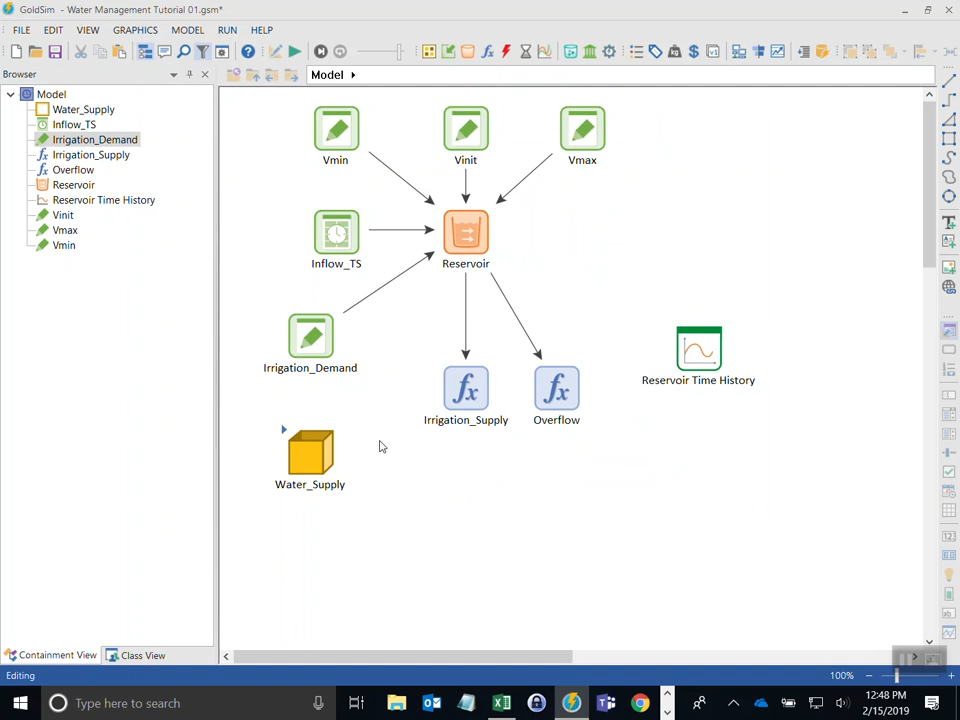 GoldSim - Water Management Tutorial 01.gsm*
FILE EDIT VIEW GRAPHICS MODEL RUN HELP
Browser
Model
Model
Water_Supply
Inflow_TS
Irrigation_Demand
Irrigation_Supply
Overflow
Reservoir
Reservoir Time History
Vinit
Vmax
Vmin
Vmin
Vinit
Vmax
Inflow_TS
Reservoir
Irrigation_Demand
Reservoir Time History
Irrigation_Supply
Overflow
Water_Supply
Containment View
Class View
Editing
100%
Type here to search
12:48 PM
2/15/2019